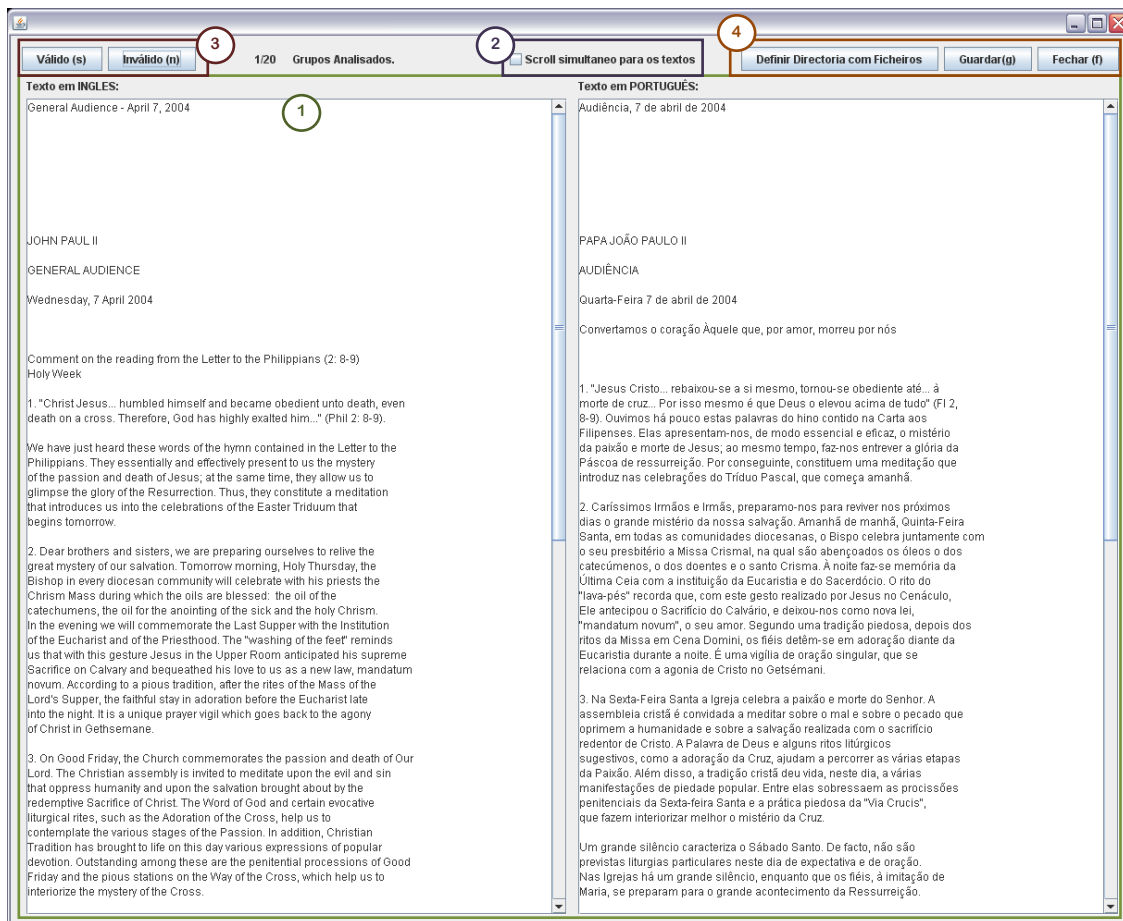 3
2
4
Válido (s)
Inválido (n)
1/20 Grupos Analisados.
Scroll simultaneo para os textos
Definir Directoria com Ficheiros
Guardar(g)
Fechar (f)
Texto em INGLES:
1
General Audience - April 7, 2004
JOHN PAUL II
GENERAL AUDIENCE
Wednesday, 7 April 2004
Comment on the reading from the Letter to the Philippians (2: 8-9)
Holy Week
1. "Christ Jesus... humbled himself and became obedient unto death, even
death on a cross. Therefore, God has highly exalted him..." (Phil 2: 8-9).
We have just heard these words of the hymn contained in the Letter to the
Philippians. They essentially and effectively present to us the mystery
of the passion and death of Jesus; at the same time, they allow us to
glimpse the glory of the Resurrection. Thus, they constitute a meditation
that introduces us into the celebrations of the Easter Triduum that
begins tomorrow.
2. Dear brothers and sisters, we are preparing ourselves to relive the
great mystery of our salvation. Tomorrow morning, Holy Thursday, the
Bishop in every diocesan community will celebrate with his priests the
Chrism Mass during which the oils are blessed: the oil of the
catechumens, the oil for the anointing of the sick and the holy Chrism.
In the evening we will commemorate the Last Supper with the Institution
of the Eucharist and of the Priesthood. The "washing of the feet" reminds
us that with this gesture Jesus in the Upper Room anticipated his supreme
Sacrifice on Calvary and bequeathed his love to us as a new law, mandatum
novum. According to a pious tradition, after the rites of the Mass of the
Lord's Supper, the faithful stay in adoration before the Eucharist late
into the night. It is a unique prayer vigil which goes back to the agony
of Christ in Gethsemane.
3. On Good Friday, the Church commemorates the passion and death of Our
Lord. The Christian assembly is invited to meditate upon the evil and sin
that oppress humanity and upon the salvation brought about by the
redemptive Sacrifice of Christ. The Word of God and certain evocative
liturgical rites, such as the Adoration of the Cross, help us to
contemplate the various stages of the Passion. In addition, Christian
Tradition has brought to life on this day various expressions of popular
devotion. Outstanding among these are the penitential processions of Good
Friday and the pious stations on the Way of the Cross, which help us to
interiorize the mystery of the Cross.
Texto em PORTUGUÊS:
Audiência, 7 de abril de 2004
PAPA JOÃO PAULO II
AUDIÊNCIA
Quarta-Feira 7 de abril de 2004
Convertamos o coração Àquele que, por amor, morreu por nós
1. "Jesus Cristo... rebaixou-se a si mesmo, tornou-se obediente até... à
morte de cruz... Por isso mesmo é que Deus o elevou acima de tudo" (Fl 2,
8-9). Ouvimos há pouco estas palavras do hino contido na Carta aos
Filipenses. Elas apresentam-nos, de modo essencial e eficaz, o mistério
da paixão e morte de Jesus; ao mesmo tempo, faz-nos entrever a glória da
Páscoa de ressurreição. Por conseguinte, constituem uma meditação que
introduz nas celebrações do Tríduo Pascal, que começa amanhã.
2. Caríssimos Irmãos e Irmãs, preparamo-nos para reviver nos próximos
dias o grande mistério da nossa salvação. Amanhã de manhã, Quinta-Feira
Santa, em todas as comunidades diocesanas, o Bispo celebra juntamente com
o seu presbitério a Missa Crismal, na qual são abençoados os óleos o dos
catecúmenos, o dos doentes e o santo Crisma. À noite faz-se memória da
Última Ceia com a instituição da Eucaristia e do Sacerdócio. O rito do
"lava-pés" recorda que, com este gesto realizado por Jesus no Cenáculo,
Ele antecipou o Sacrifício do Calvário, e deixou-nos como nova lei,
"mandatum novum", o seu amor. Segundo uma tradição piedosa, depois dos
ritos da Missa em Cena Domini, os fiéis detêm-se em adoração diante da
Eucaristia durante a noite. É uma vigília de oração singular, que se
relaciona com a agonia de Cristo no Getsémani.
3. Na Sexta-Feira Santa a Igreja celebra a paixão e morte do Senhor. A
assembleia cristã é convidada a meditar sobre o mal e sobre o pecado que
oprimem a humanidade e sobre a salvação realizada com o sacrifício
redentor de Cristo. A Palavra de Deus e alguns ritos litúrgicos
sugestivos, como a adoração da Cruz, ajudam a percorrer as várias etapas
da Paixão. Além disso, a tradição cristã deu vida, neste dia, a várias
manifestações de piedade popular. Entre elas sobressaem as procissões
penitenciais da Sexta-feira Santa e a prática piedosa da "Via Crucis",
que fazem interiorizar melhor o mistério da Cruz.
Um grande silêncio caracteriza o Sábado Santo. De facto, não são
previstas liturgias particulares neste dia de expectativa e de oração.
Nas Igrejas há um grande silêncio, enquanto que os fiéis, à imitação de
Maria, se preparam para o grande acontecimento da Ressurreição.